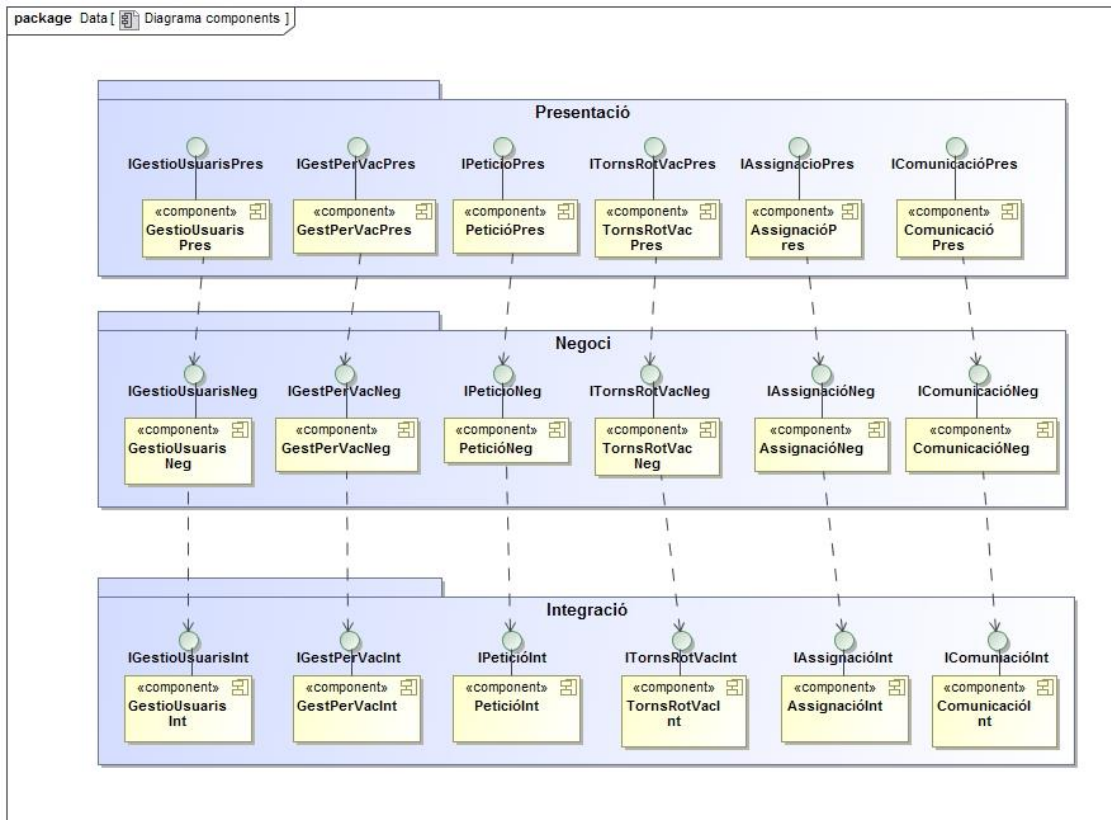 package Data [ Diagrama components ]
Presentació
IGestioUsuarisPres IGestPerVacPres IPeticioPres ITornsRotVacPres IAssignacioPres IComunicacióPres
«component» «component» «component» «component» «component» «component»
GestioUsuaris GestPerVacPres PeticióPres TornsRotVac AssignacióP Comunicació
Pres Pres res Pres
Negoci
IGestioUsuarisNeg IGestPerVacNeg IPeticióNeg ITornsRotVacNeg IAssignacióNeg IComunicacióNeg
«component» «component» «component» «component» «component» «component»
GestioUsuaris GestPerVacNeg PeticióNeg TornsRotVac AssignacióNeg ComunicacióNeg
Neg Neg
Integració
IGestioUsuarisInt IGestPerVacInt IPeticióInt ITornsRotVacInt IAssignacióInt IComuniacióInt
«component» «component» «component» «component» «component» «component»
GestioUsuaris GestPerVacInt PeticióInt TornsRotVacI AssignacióInt ComunicacióI
Int nt nt